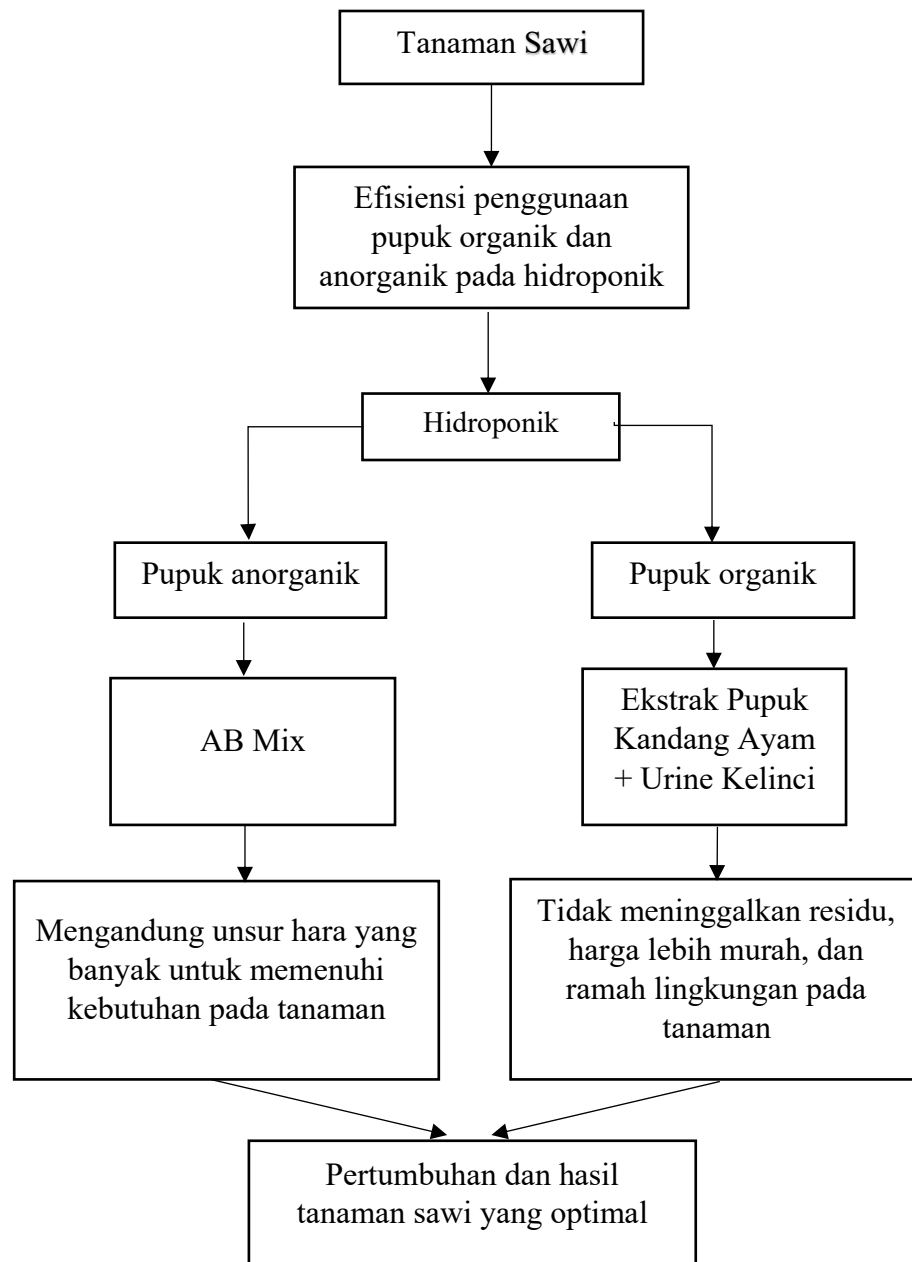 Tanaman Sawi
Efisiensi penggunaan
pupuk organik dan
anorganik pada hidroponik
Hidroponik
Pupuk anorganik
Pupuk organik
AB Mix
Ekstrak Pupuk
Kandang Ayam
+ Urine Kelinci
Mengandung unsur hara yang
banyak untuk memenuhi
kebutuhan pada tanaman
Tidak meninggalkan residu,
harga lebih murah, dan
ramah lingkungan pada
tanaman
Pertumbuhan dan hasil
tanaman sawi yang optimal